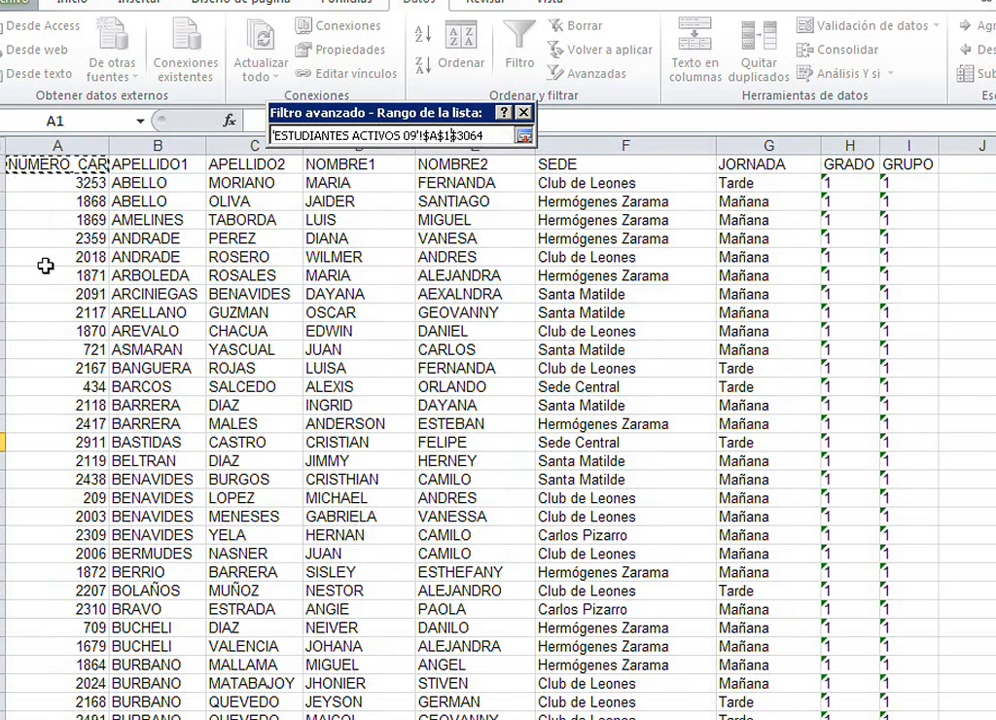 Inicio
Datos
Revisar
Vista
Desde Access
Desde web
Desde texto
De otras fuentes
Conexiones existentes
Obtener datos externos
Actualizar todo
Conexiones
Propiedades
Editar vínculos
Conexiones
Ordenar
Filtro
Borrar
Volver a aplicar
Avanzadas
Ordenar y filtrar
Texto en columnas
Quitar duplicados
Validación de datos
Consolidar
Análisis Y si
Herramientas de datos
Filtro avanzado - Rango de la lista: ?
A1 fx 'ESTUDIANTES ACTIVOS 09'!$A$1$3064
A B C D E F G H I J
NUMERO_CAR APELLIDO1 APELLIDO2 NOMBRE1 NOMBRE2 SEDE JORNADA GRADO GRUPO
3253 ABELLO MORIANO MARIA FERNANDA Club de Leones Tarde 1 1
1868 ABELLO OLIVA JAIDER SANTIAGO Hermógenes Zarama Mañana 1 1
1869 AMELINES TABORDA LUIS MIGUEL Hermógenes Zarama Mañana 1 1
2359 ANDRADE PEREZ DIANA VANESA Hermógenes Zarama Mañana 1 1
2018 ANDRADE ROSERO WILMER ANDRES Club de Leones Mañana 1 1
1871 ARBOLEDA ROSALES MARIA ALEJANDRA Hermógenes Zarama Mañana 1 1
2091 ARCINIEGAS BENAVIDES DAYANA AEXALNDRA Santa Matilde Mañana 1 1
2117 ARELLANO GUZMAN OSCAR GEOVANNY Santa Matilde Mañana 1 1
1870 AREVALO CHACUA EDWIN DANIEL Club de Leones Mañana 1 1
721 ASMARAN YASCUAL JUAN CARLOS Santa Matilde Mañana 1 1
2167 BANGUERA ROJAS LUISA FERNANDA Club de Leones Tarde 1 1
434 BARCOS SALCEDO ALEXIS ORLANDO Sede Central Tarde 1 1
2118 BARRERA DIAZ INGRID DAYANA Santa Matilde Mañana 1 1
2417 BARRERA MALES ANDERSON ESTEBAN Hermógenes Zarama Mañana 1 1
2911 BASTIDAS CASTRO CRISTIAN FELIPE Sede Central Tarde 1 1
2119 BELTRAN DIAZ JIMMY HERNEY Santa Matilde Mañana 1 1
2438 BENAVIDES BURGOS CRISTHIAN CAMILO Santa Matilde Mañana 1 1
209 BENAVIDES LOPEZ MICHAEL ANDRES Club de Leones Mañana 1 1
2003 BENAVIDES MENESES GABRIELA VANESSA Club de Leones Mañana 1 1
2309 BENAVIDES YELA HERNAN CAMILO Carlos Pizarro Mañana 1 1
2006 BERMUDES NASNER JUAN CAMILO Club de Leones Mañana 1 1
1872 BERRIO BARRERA SISLEY ESTHEFANY Hermógenes Zarama Mañana 1 1
2207 BOLAÑOS MUÑOZ NESTOR ALEJANDRO Club de Leones Tarde 1 1
2310 BRAVO ESTRADA ANGIE PAOLA Carlos Pizarro Mañana 1 1
709 BUCHELI DIAZ NEIVER DANILO Hermógenes Zarama Mañana 1 1
1679 BUCHELI VALENCIA JOHANA ALEJANDRA Hermógenes Zarama Mañana 1 1
1864 BURBANO MALLAMA MIGUEL ANGEL Hermógenes Zarama Mañana 1 1
2024 BURBANO MATABAJOY JHONIER STIVEN Club de Leones Mañana 1 1
2168 BURBANO QUEVEDO JEYSON GERMAN Club de Leones Tarde 1 1